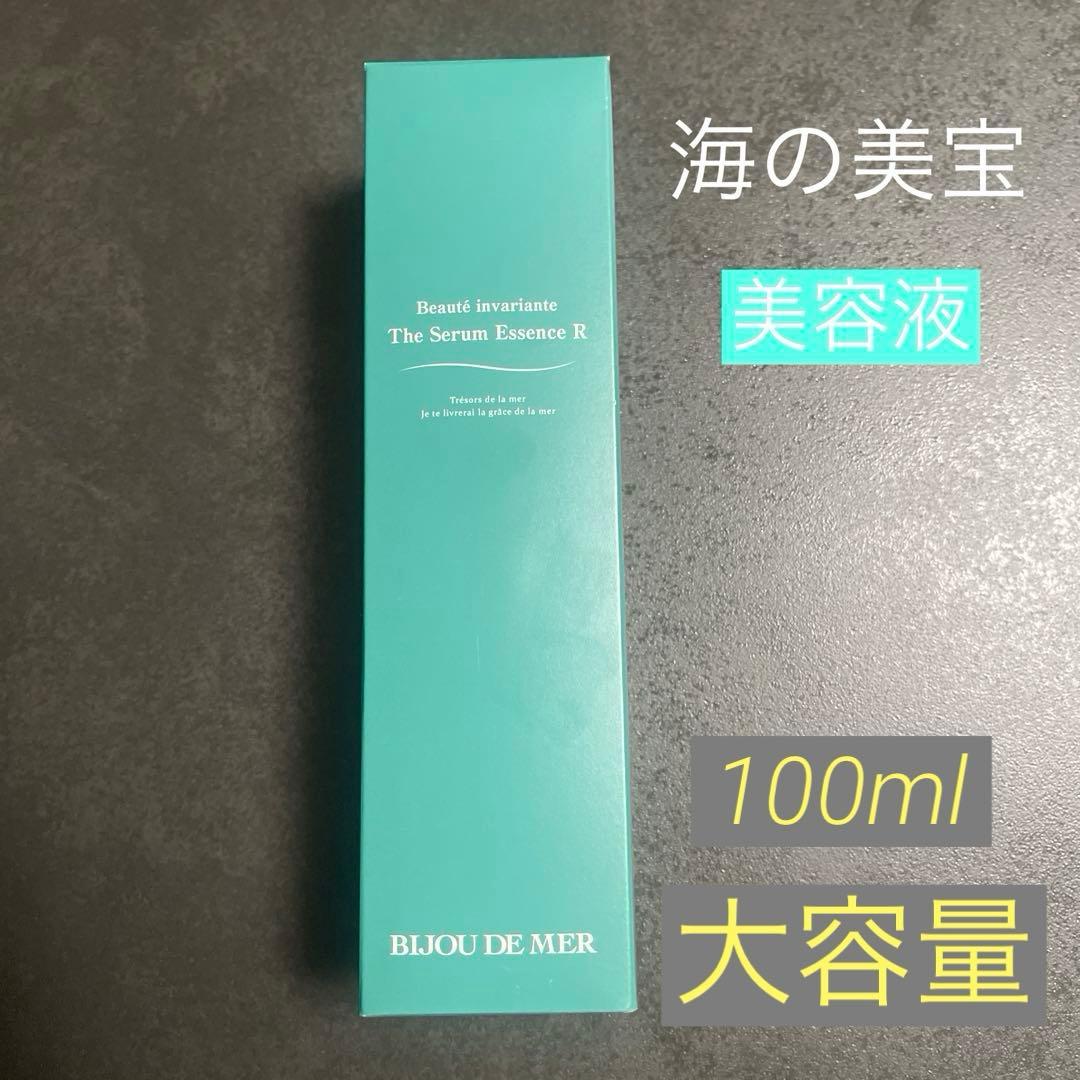 海の美宝
美容液
Beauté invariante
The Serum Essence R
Trésors de la mer
Je te livrerai la grâce de la mer
BIJOU DE MER
100ml
大容量